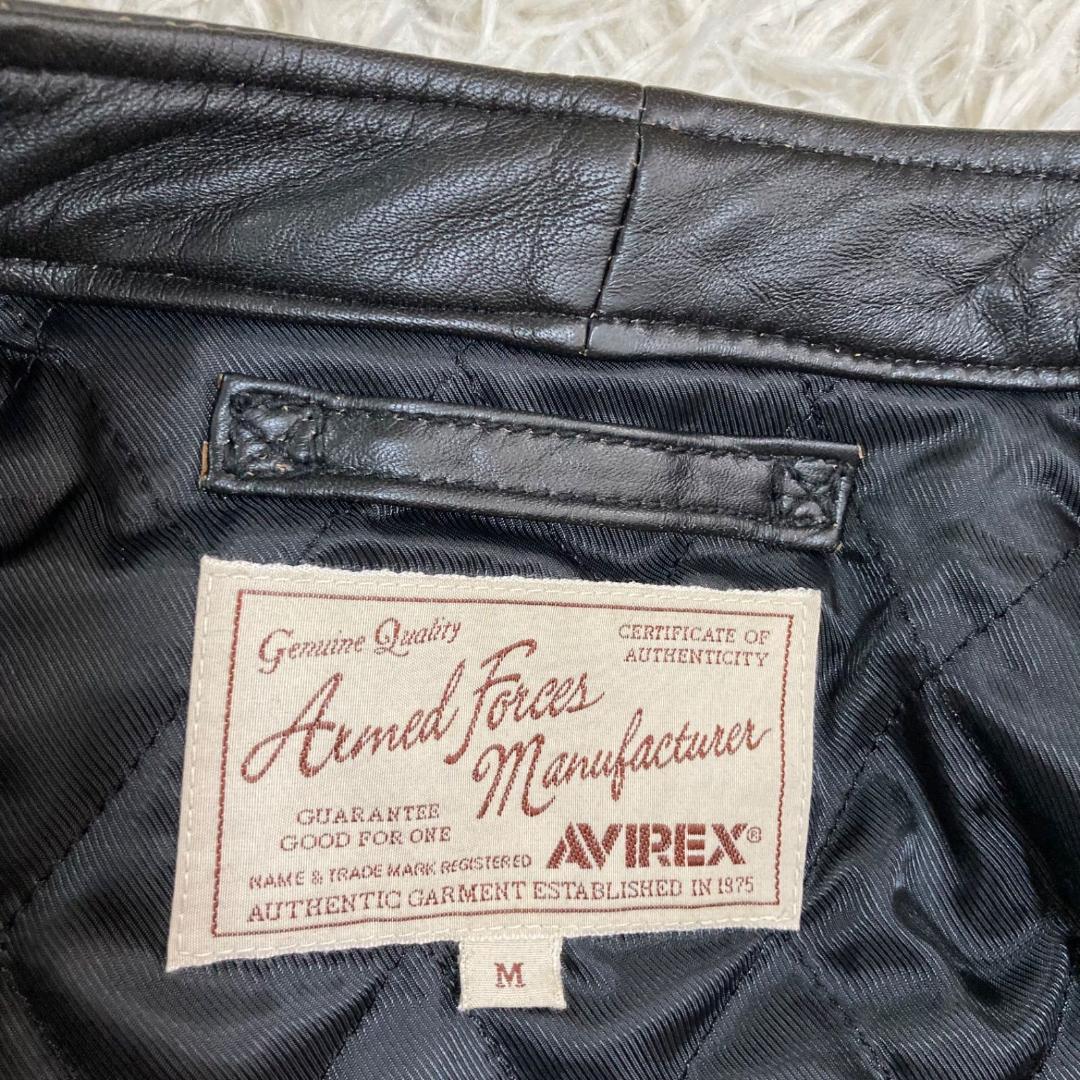 Genuine Quality
CERTIFICATE OF
AUTHENTICITY
Armed Forces
Manufacturer
GUARANTEE
GOOD FOR ONE
AVIREX®
NAME & TRADE MARK REGISTERED
AUTHENTIC GARMENT ESTABLISHED IN 1975
M